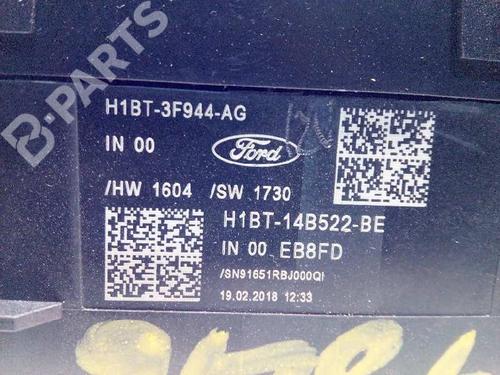 B-PARTS
H1BT-3F944-AG
IN 00
Ford
/HW 1604 /SW 1730
H1BT-14B522-BE
IN 00 EB8FD
/SN91651RBJ000QI
19.02.2018 12:33